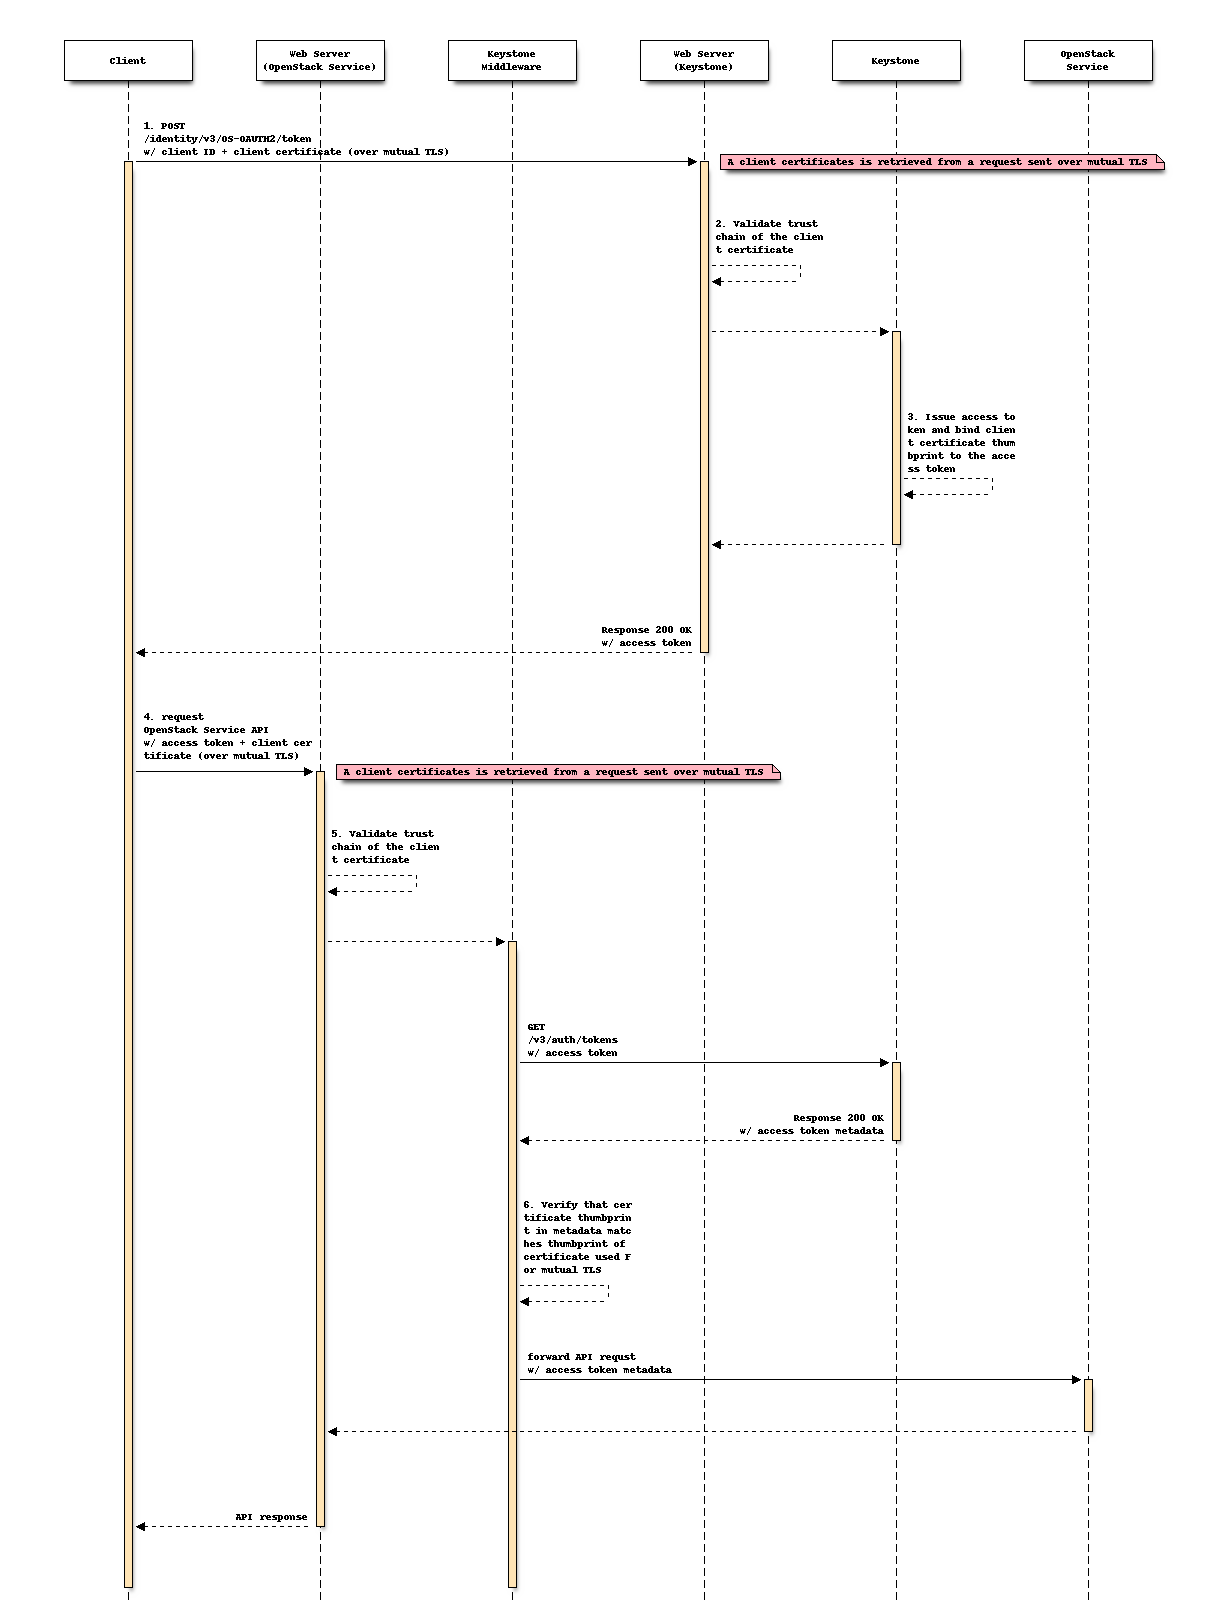 Client
Web Server
(OpenStack Service)
Keystone
Middleware
Web Server
(Keystone)
Keystone
OpenStack
Service
1. POST
/identity/v3/OS-OAUTH2/token
w/ client ID + client certificate (over mutual TLS)
A client certificates is retrieved from a request sent over mutual TLS
2. Validate trust
chain of the clien
t certificate
3. Issue access to
ken and bind clien
t certificate thum
bprint to the acce
ss token
Response 200 OK
w/ access token
4. request
OpenStack Service API
w/ access token + client cer
tificate (over mutual TLS)
A client certificates is retrieved from a request sent over mutual TLS
5. Validate trust
chain of the clien
t certificate
GET
/v3/auth/tokens
w/ access token
Response 200 OK
w/ access token metadata
6. Verify that cer
tificate thumbprin
t in metadata matc
hes thumbprint of
certificate used f
or mutual TLS
forward API requst
w/ access token metadata
API response